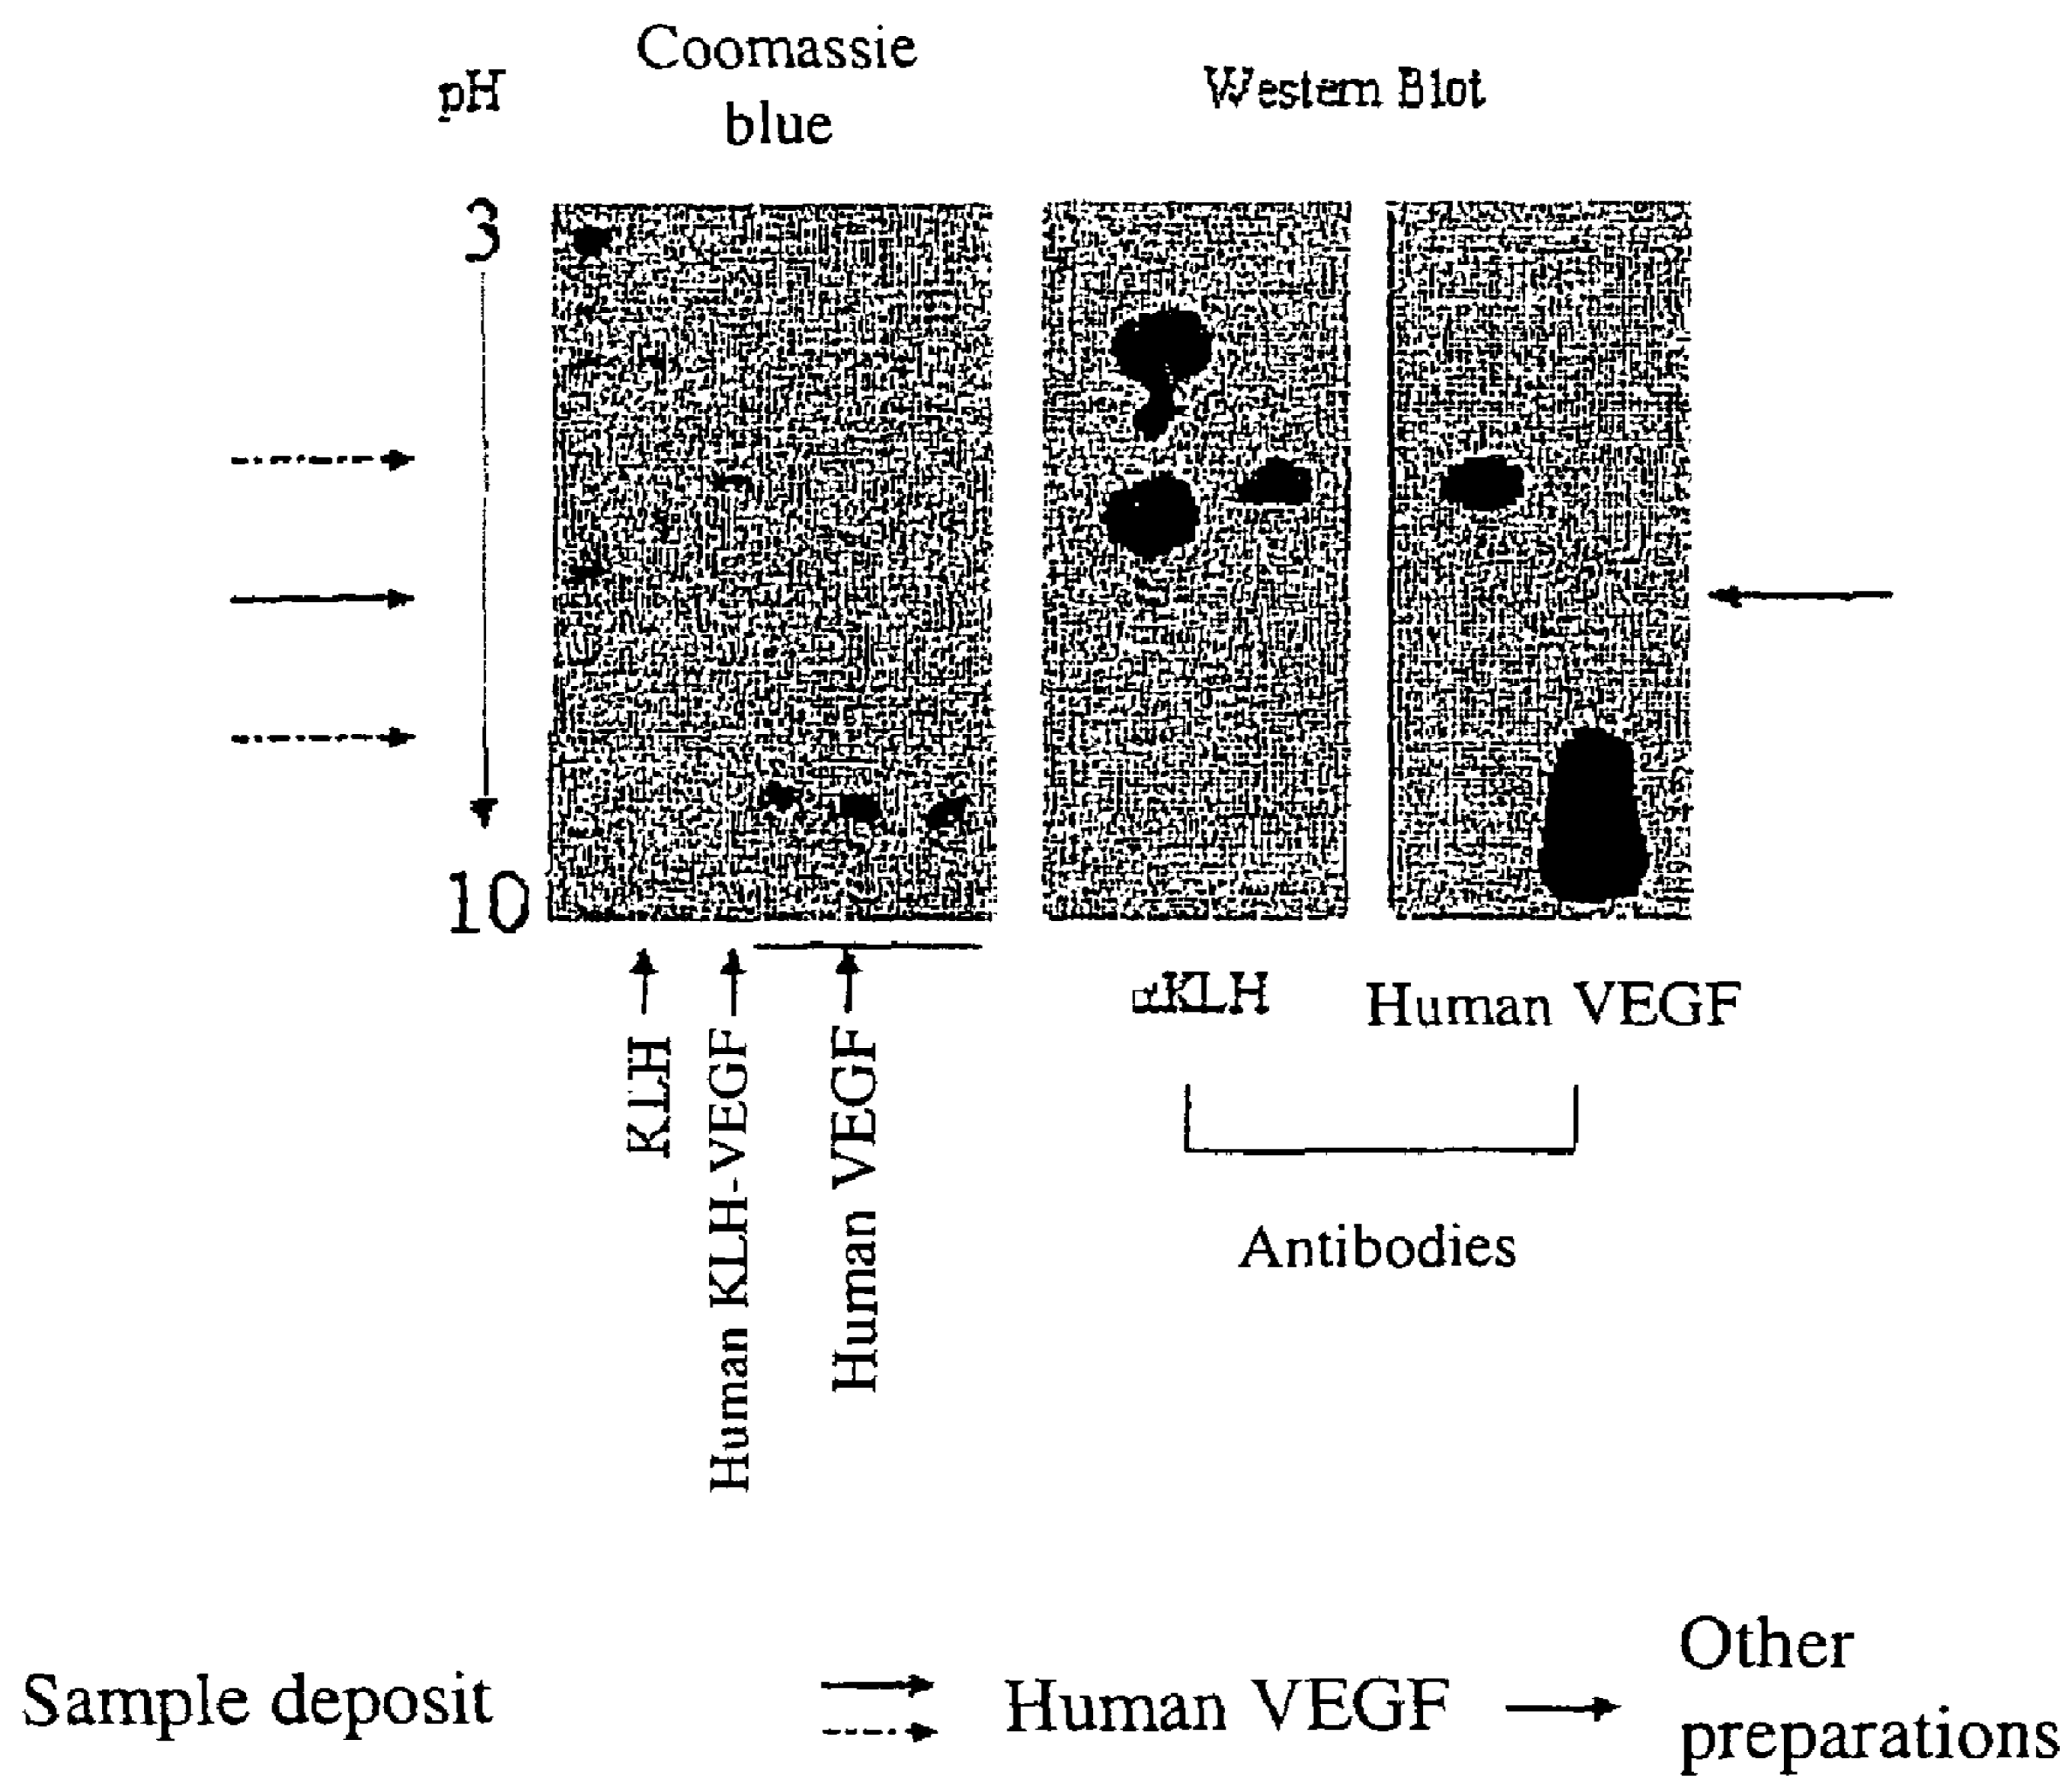 Coomassie
blue
pH
Western Blot
3
10
KLH
Human KLH-VEGF
Human VEGF
αKLH
Human VEGF
Antibodies
Sample deposit
Human VEGF
Other
preparations